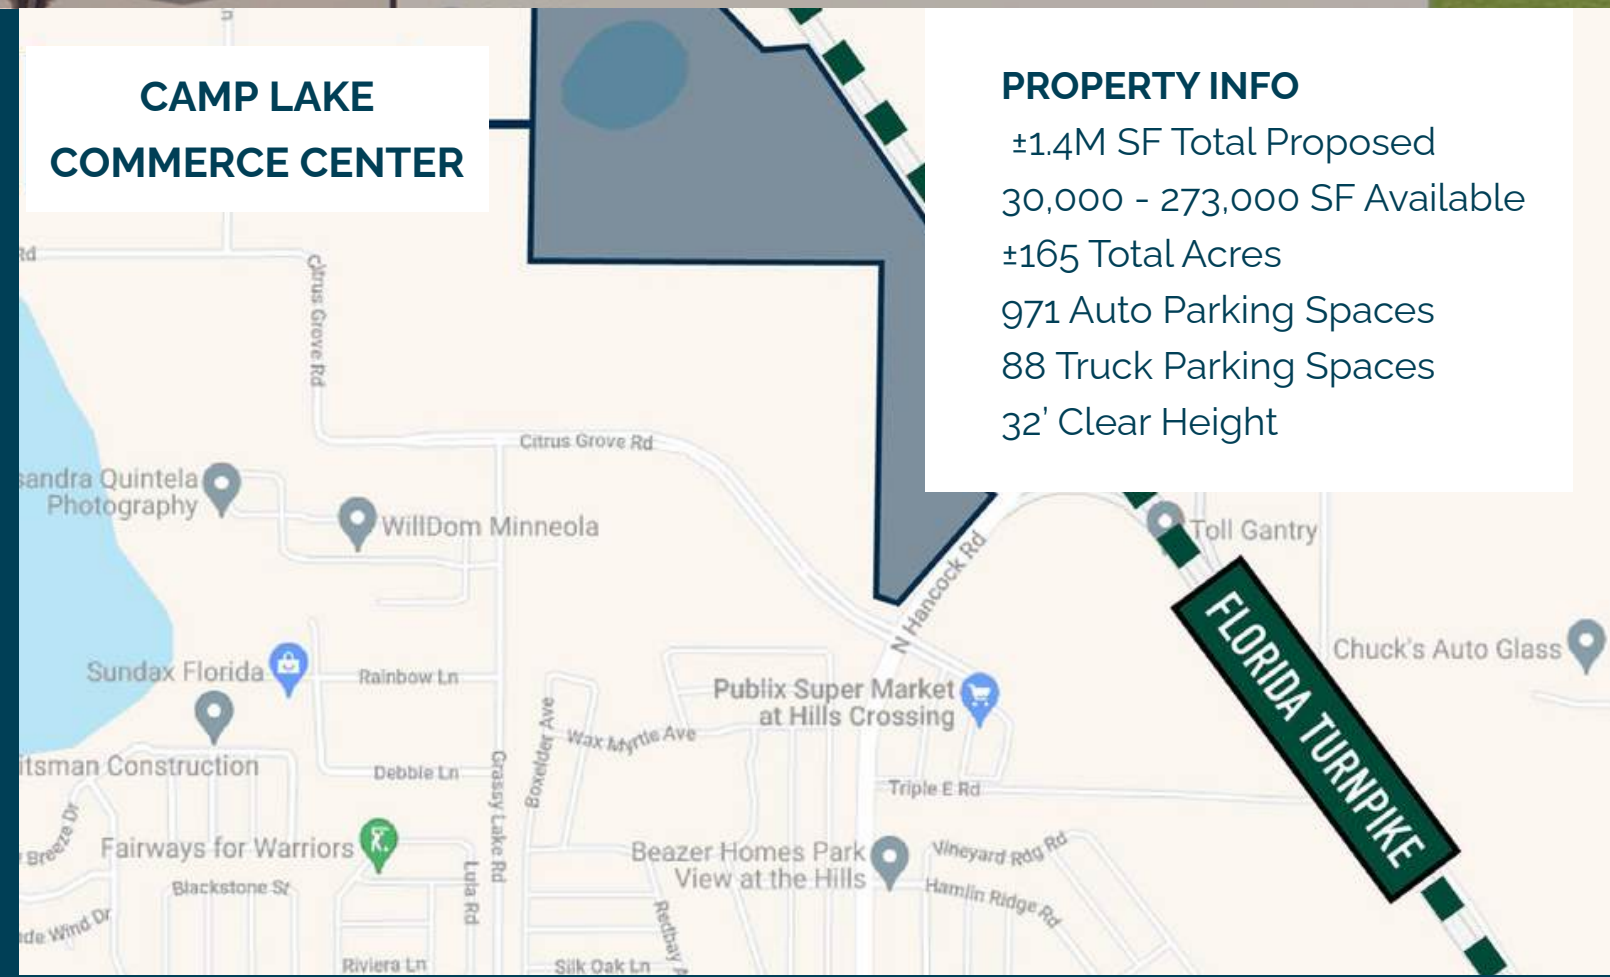 CAMP LAKE
COMMERCE CENTER
PROPERTY INFO
±1.4M SF Total Proposed
30,000 - 273,000 SF Available
±165 Total Acres
971 Auto Parking Spaces
88 Truck Parking Spaces
32’ Clear Height
Rd
Citrus Grove Rd
Citrus Grove Rd
sandra Quintela
Photography
WillDom Minneola
N Hancock Rd
Toll Gantry
FLORIDA TURNPIKE
Chuck's Auto Glass
Sundax Florida
Rainbow Ln
Publix Super Market
at Hills Crossing
Boxelder Ave
Wax Myrtle Ave
itsman Construction
Debbie Ln
Grassy Lake Rd
Triple E Rd
Breeze Dr
Fairways for Warriors
Beazer Homes Park
View at the Hills
Vineyard Rdg Rd
Blackstone St
Lula Rd
Hamlin Ridge Rd
de Wind Dr
Redbay A
Riviera Ln
Silk Oak Ln